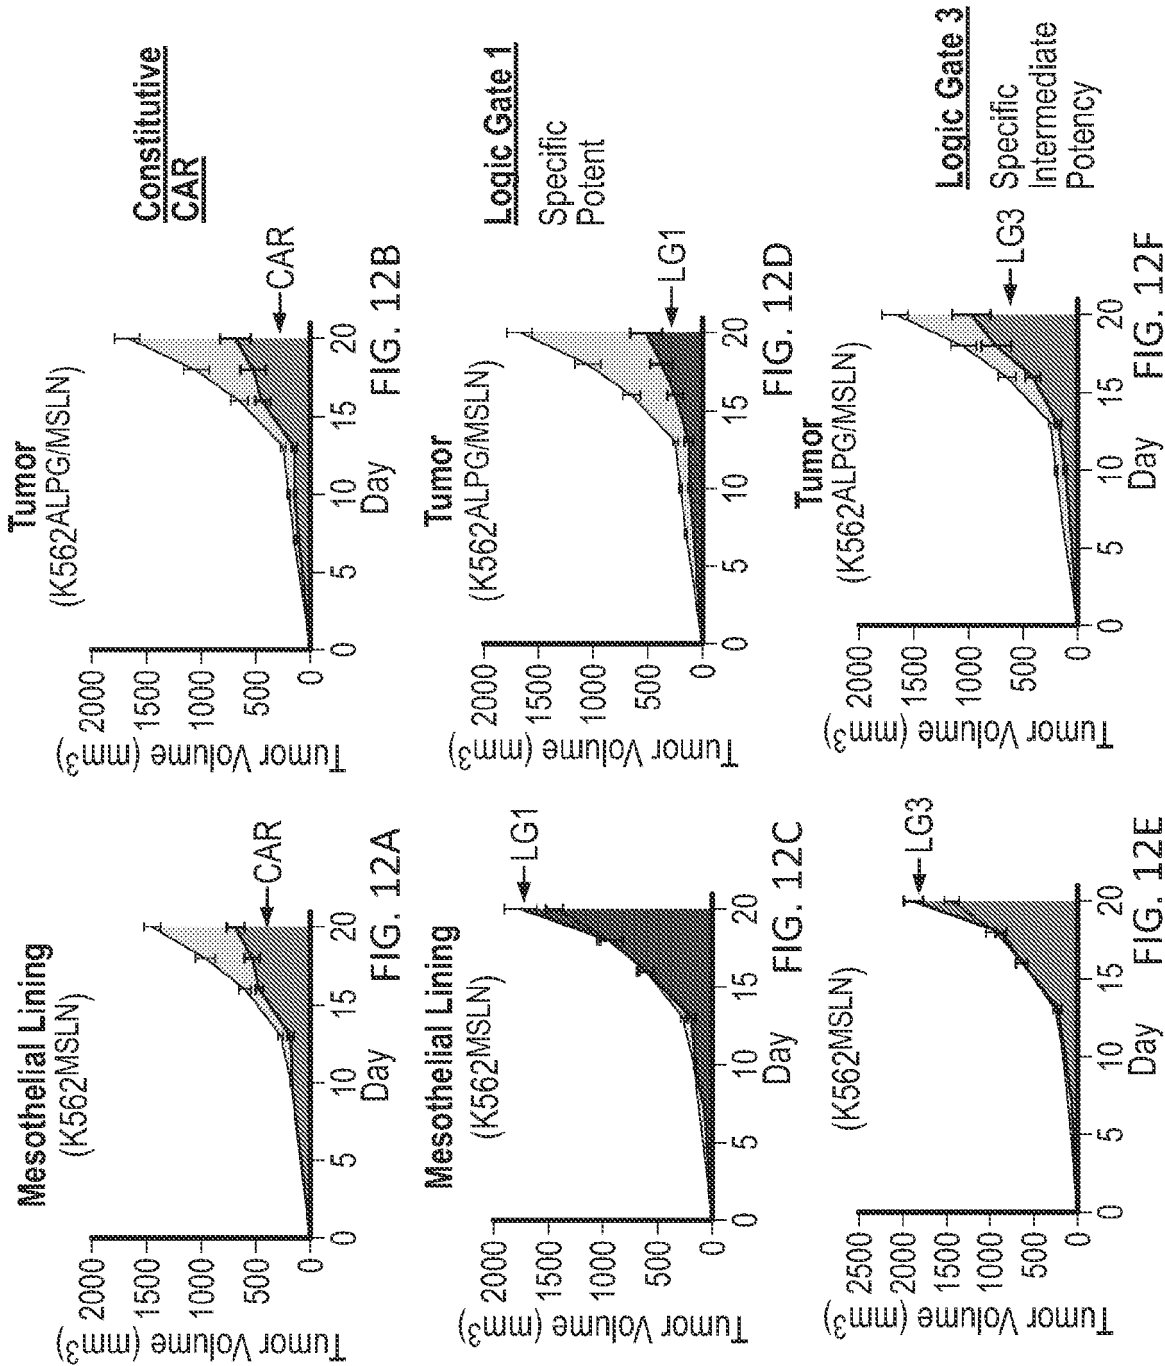 Mesothelial Lining
(K562MSLN)
Tumor Volume (mm3)
2000
1500
1000
500
0
0 5 10 15 20
Day
CAR
FIG. 12A
Tumor
(K562ALPG/MSLN)
Tumor Volume (mm3)
2000
1500
1000
500
0
0 5 10 15 20
Day
CAR
FIG. 12B
Constitutive
CAR
Mesothelial Lining
(K562MSLN)
Tumor Volume (mm3)
2000
1500
1000
500
0
0 5 10 15 20
Day
LG1
FIG. 12C
Tumor
(K562ALPG/MSLN)
Tumor Volume (mm3)
2000
1500
1000
500
0
0 5 10 15 20
LG1
FIG. 12D
Logic Gate 1
Specific
Potent
(K562MSLN)
Tumor Volume (mm3)
2500
2000
1000
500
0
0 5 10 15 20
Day
LG3
FIG. 12E
Tumor
(K562ALPG/MSLN)
Tumor Volume (mm3)
2000
1500
1000
500
0
0 5 10 15 20
Day
LG3
FIG. 12F
Logic Gate 3
Specific
Intermediate
Potency